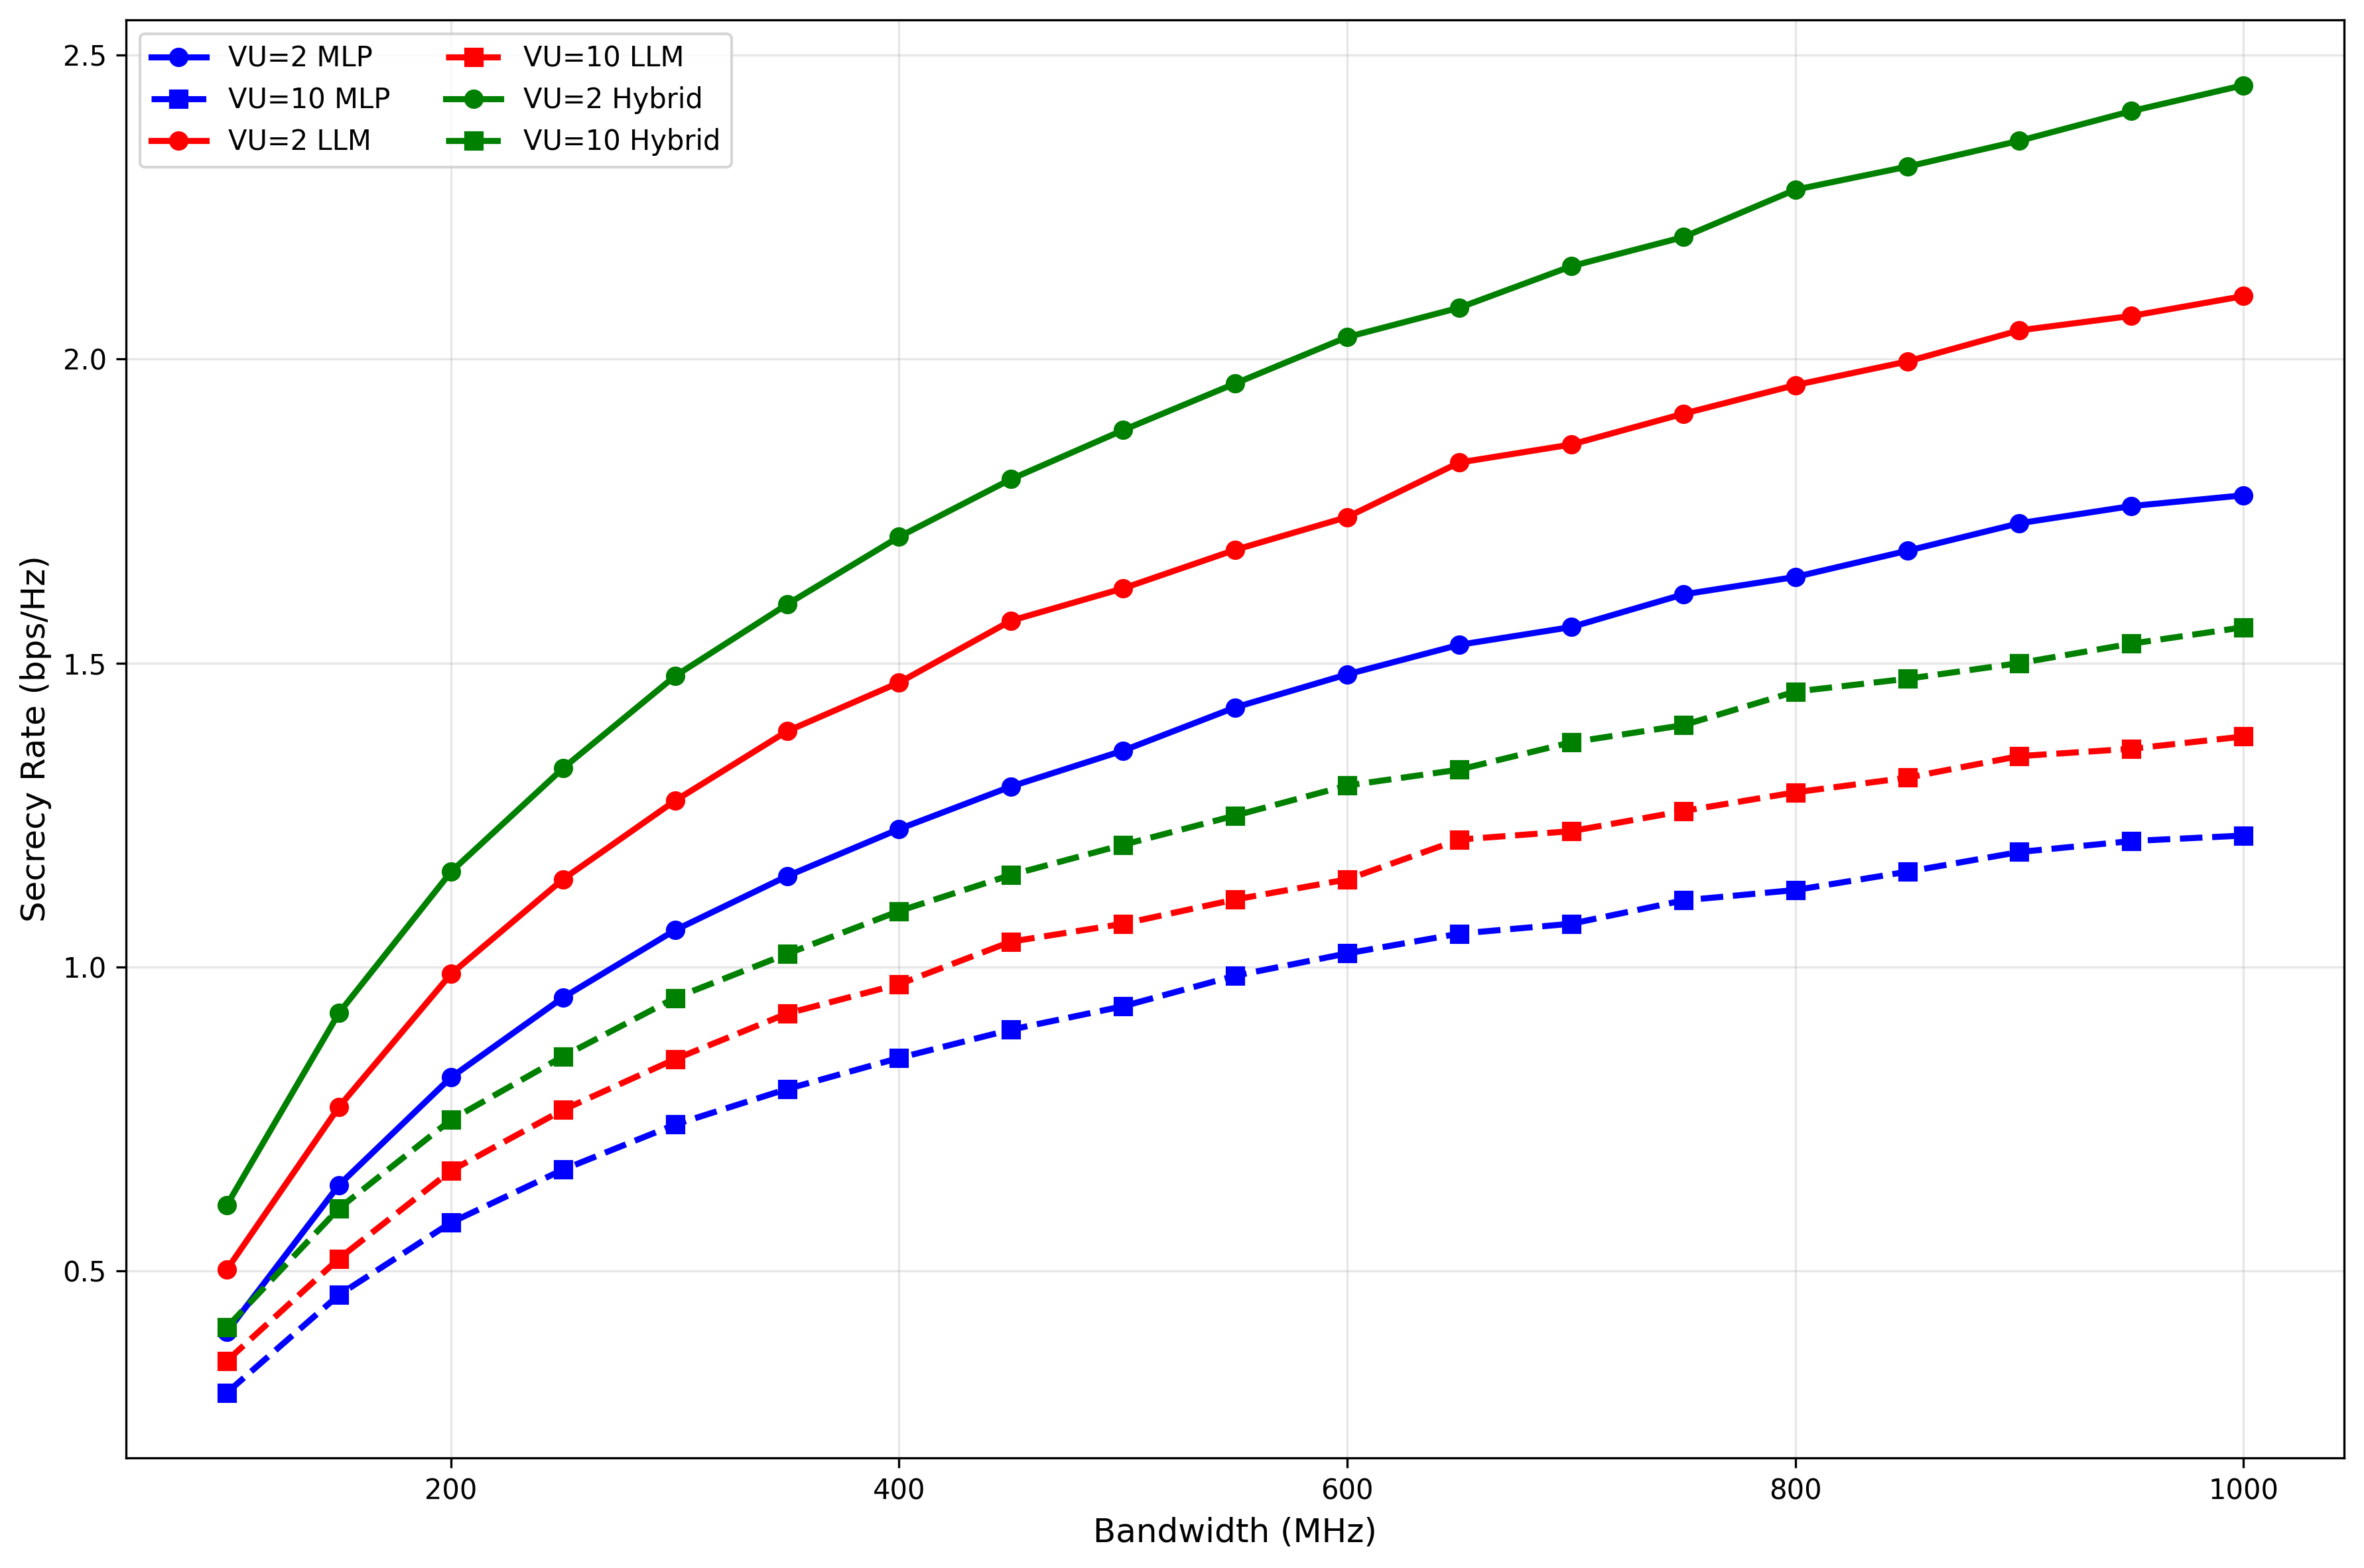 VU=2 MLP
VU=10 MLP
VU=2 LLM
VU=10 LLM
VU=2 Hybrid
VU=10 Hybrid
2.5
2.0
1.5
1.0
0.5
Secrecy Rate (bps/Hz)
200 400 600 800 1000
Bandwidth (MHz)